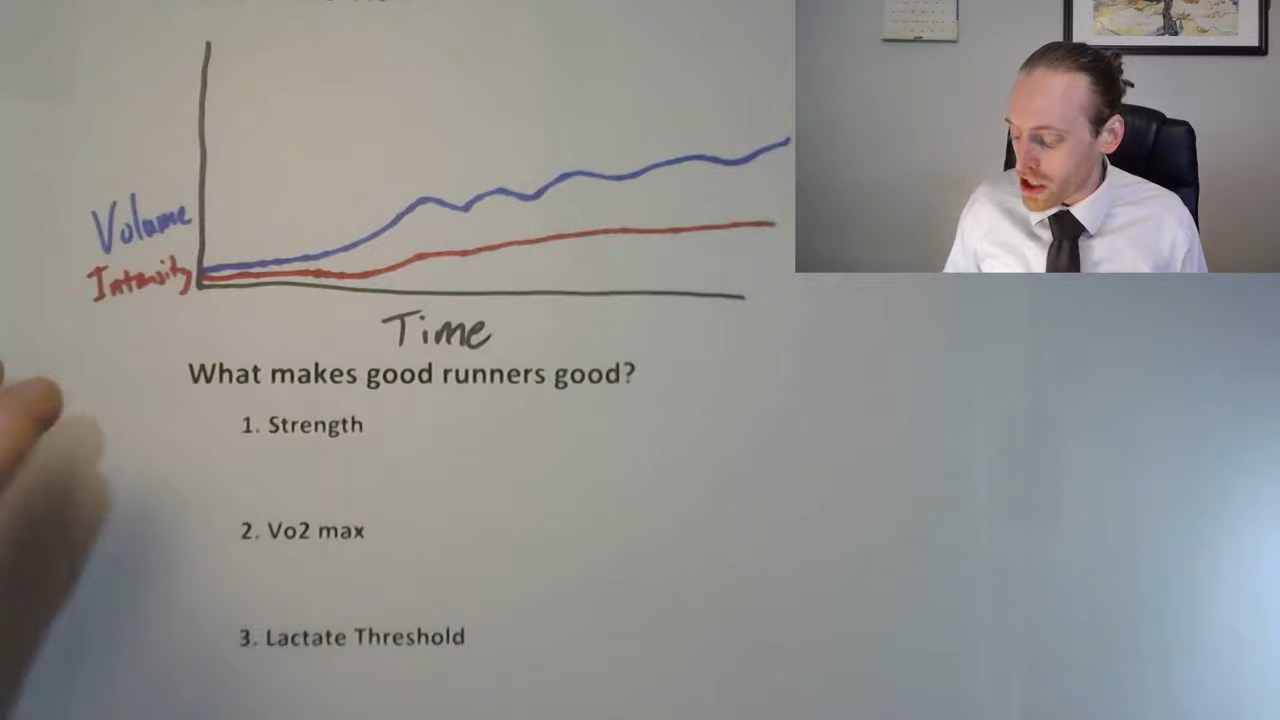 Volume
Intensity
Time
What makes good runners good?
1. Strength
2. Vo2 max
3. Lactate Threshold